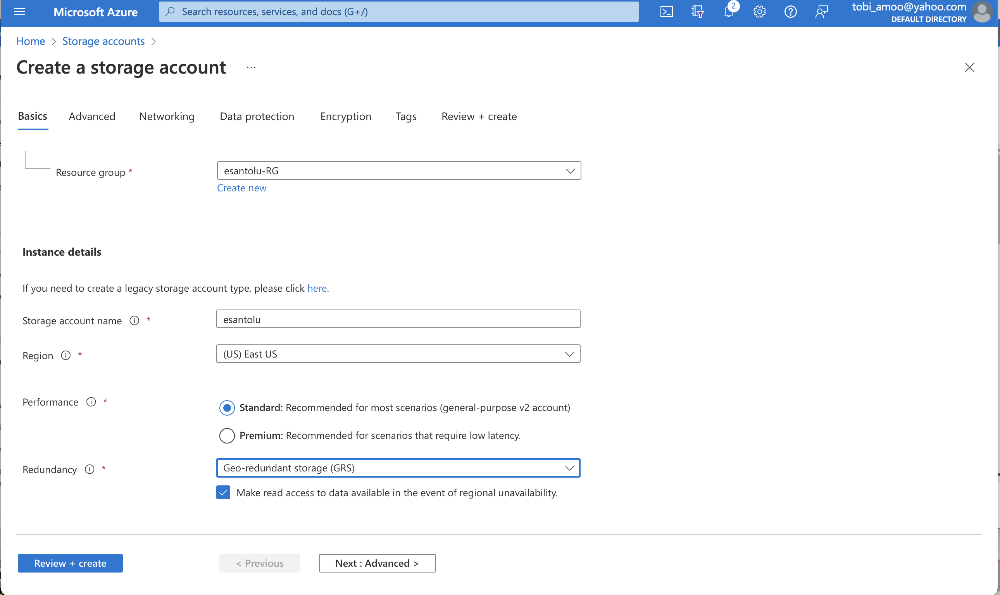 Microsoft Azure
Search resources, services, and docs (G+/)
2
tobi_amoo@yahoo.com
DEFAULT DIRECTORY
Home > Storage accounts >
Create a storage account ...
Basics Advanced Networking Data protection Encryption Tags Review + create
Resource group * esantolu-RG
Create new
Instance details
If you need to create a legacy storage account type, please click here.
Storage account name * esantolu
Region * (US) East US
Performance * Standard: Recommended for most scenarios (general-purpose v2 account)
Premium: Recommended for scenarios that require low latency.
Redundancy * Geo-redundant storage (GRS)
Make read access to data available in the event of regional unavailability.
Review + create < Previous Next : Advanced >